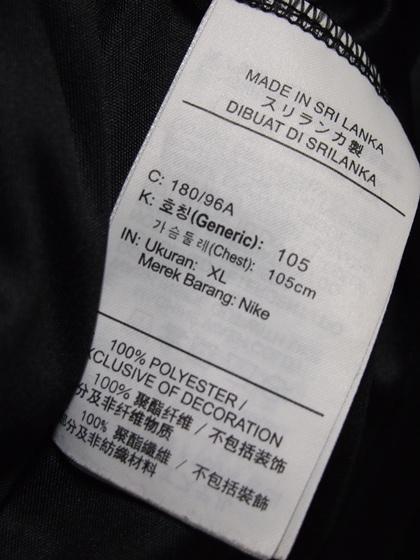 MADE IN SRI LANKA
スリランカ製
DIBUAT DI SRILANKA
C: 180/96A
K: 호칭(Generic): 105
가슴둘레(Chest): 105cm
IN: Ukuran: XL
Merek Barang: Nike
100% POLYESTER /
XCLUSIVE OF DECORATION
100% 聚酯纤维 / 不包括装饰
分及非纤维物质
100% 聚酯纖維 / 不包括裝飾
部分及非紡織材料